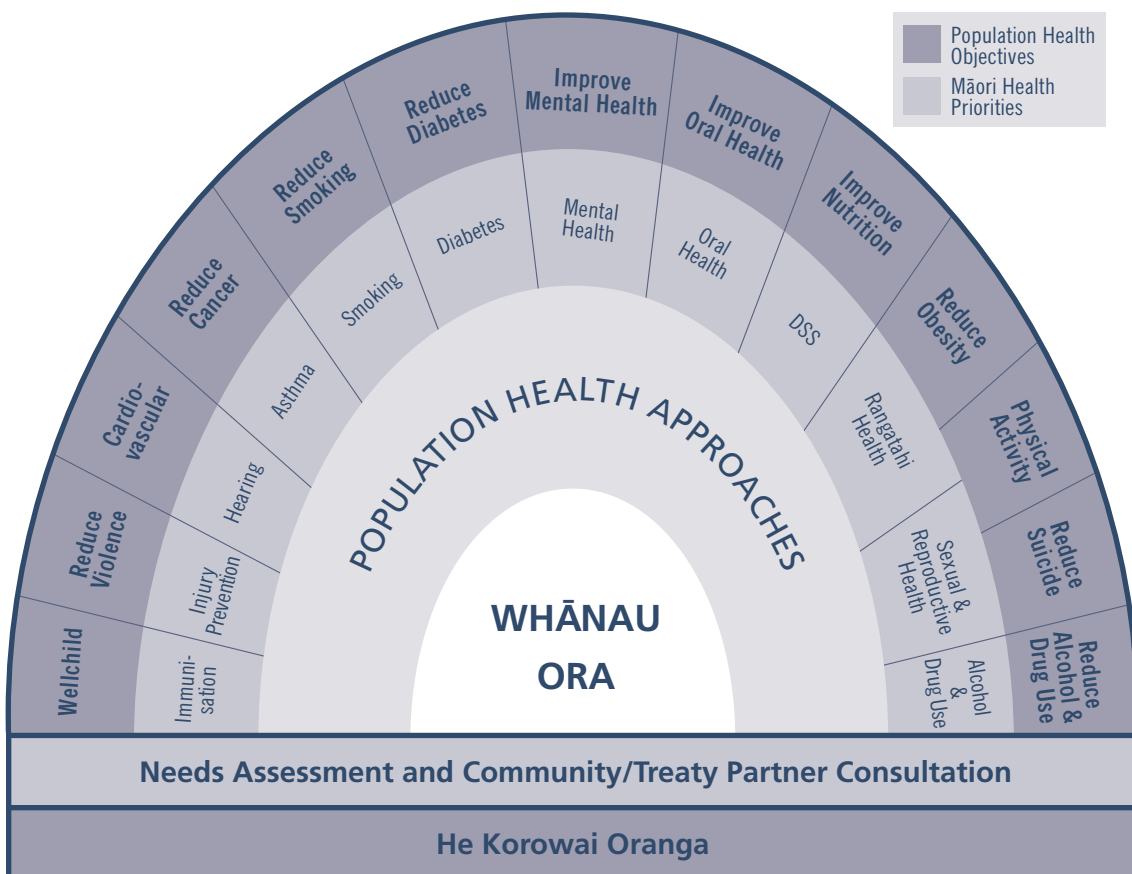 Population Health
Objectives
Māori Health
Priorities
Wellchild
Reduce
Violence
Cardio-
vascular
Reduce
Cancer
Reduce
Smoking
Reduce
Diabetes
Improve
Mental Health
Improve
Oral Health
Improve
Nutrition
Reduce
Obesity
Physical
Activity
Reduce
Suicide
Reduce
Alcohol &
Drug Use
Immuni-
sation
Injury
Prevention
Hearing
Asthma
Smoking
Diabetes
Mental
Health
Oral
Health
DSS
Rangatahi
Health
Sexual &
Reproductive
Health
Alcohol
&
Drug Use
POPULATION HEALTH APPROACHES
WHĀNAU
ORA
Needs Assessment and Community/Treaty Partner Consultation
He Korowai Oranga